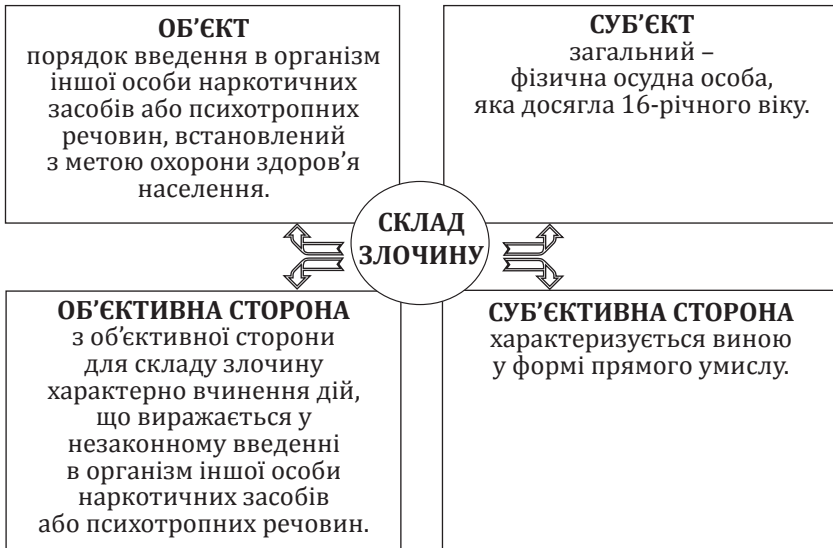 ОБ’ЄКТ
порядок введення в організм
іншої особи наркотичних
засобів або психотропних
речовин, встановлений
з метою охорони здоров’я
населення.
СУБ’ЄКТ
загальний –
фізична осудна особа,
яка досягла 16-річного віку.
СКЛАД
ЗЛОЧИНУ
ОБ’ЄКТИВНА СТОРОНА
з об’єктивної сторони
для складу злочину
характерно вчинення дій,
що виражається у
незаконному введенні
в організм іншої особи
наркотичних засобів
або психотропних речовин.
СУБ’ЄКТИВНА СТОРОНА
характеризується виною
у формі прямого умислу.